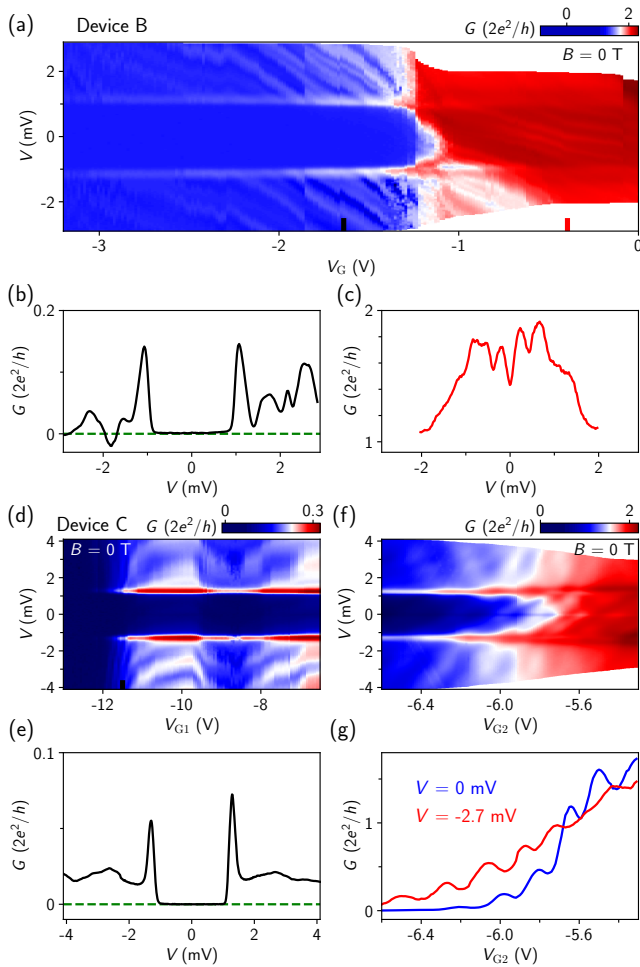 (a) Device B G (2e²/h) 0 2
B = 0 T
2
0
-2
V (mV)
-3 -2 -1 0
V_G (V)
(b)
0.2
0
G (2e²/h)
-2 0 2
V (mV)
(c)
2
1
G (2e²/h)
-2 0 2
V (mV)
(d) Device C G (2e²/h) 0 0.3
B = 0 T
4
2
0
-2
-4
V (mV)
-12 -10 -8
V_G1 (V)
(f) G (2e²/h) 0 2
B = 0 T
4
2
0
-2
-4
V (mV)
-6.4 -6.0 -5.6
V_G2 (V)
(e)
0.1
0
G (2e²/h)
-4 -2 0 2 4
V (mV)
(g)
V = 0 mV
V = -2.7 mV
1
0
G (2e²/h)
-6.4 -6.0 -5.6
V_G2 (V)